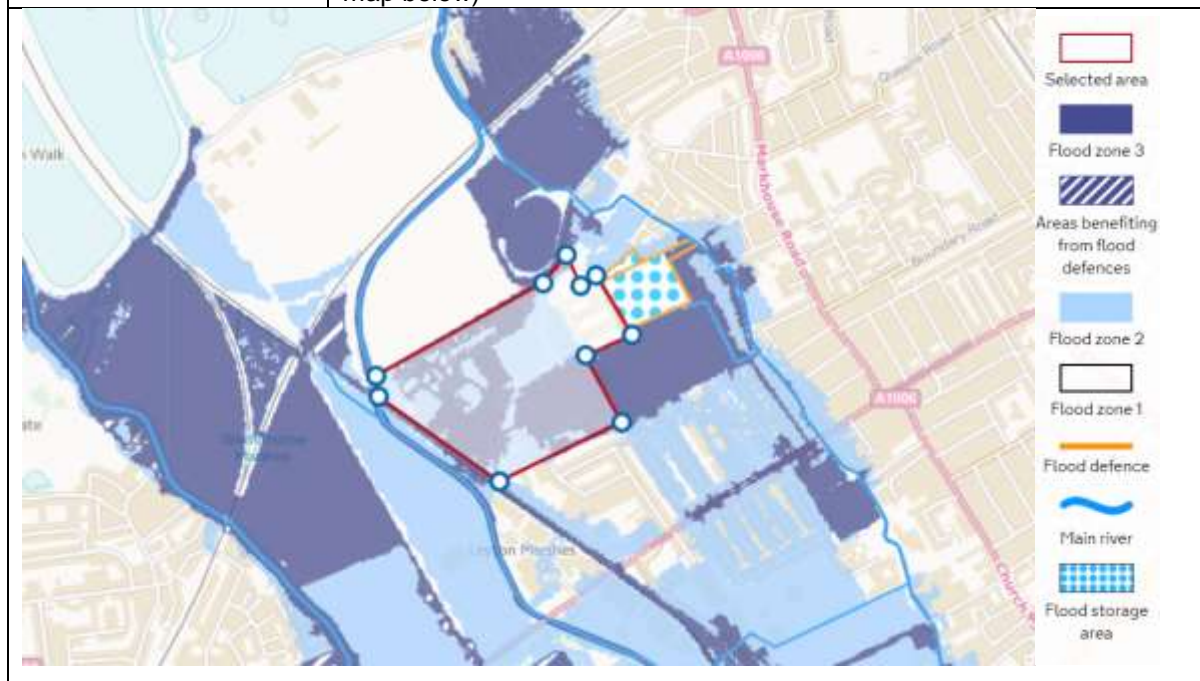 map below)
A1006
Queens Road
Road
Walk
Markhouse Road
Boundary Road
A1006
Leyton Marshes
Church R
Selected area
Flood zone 3
Areas benefiting
from flood
defences
Flood zone 2
Flood zone 1
Flood defence
Main river
Flood storage
area